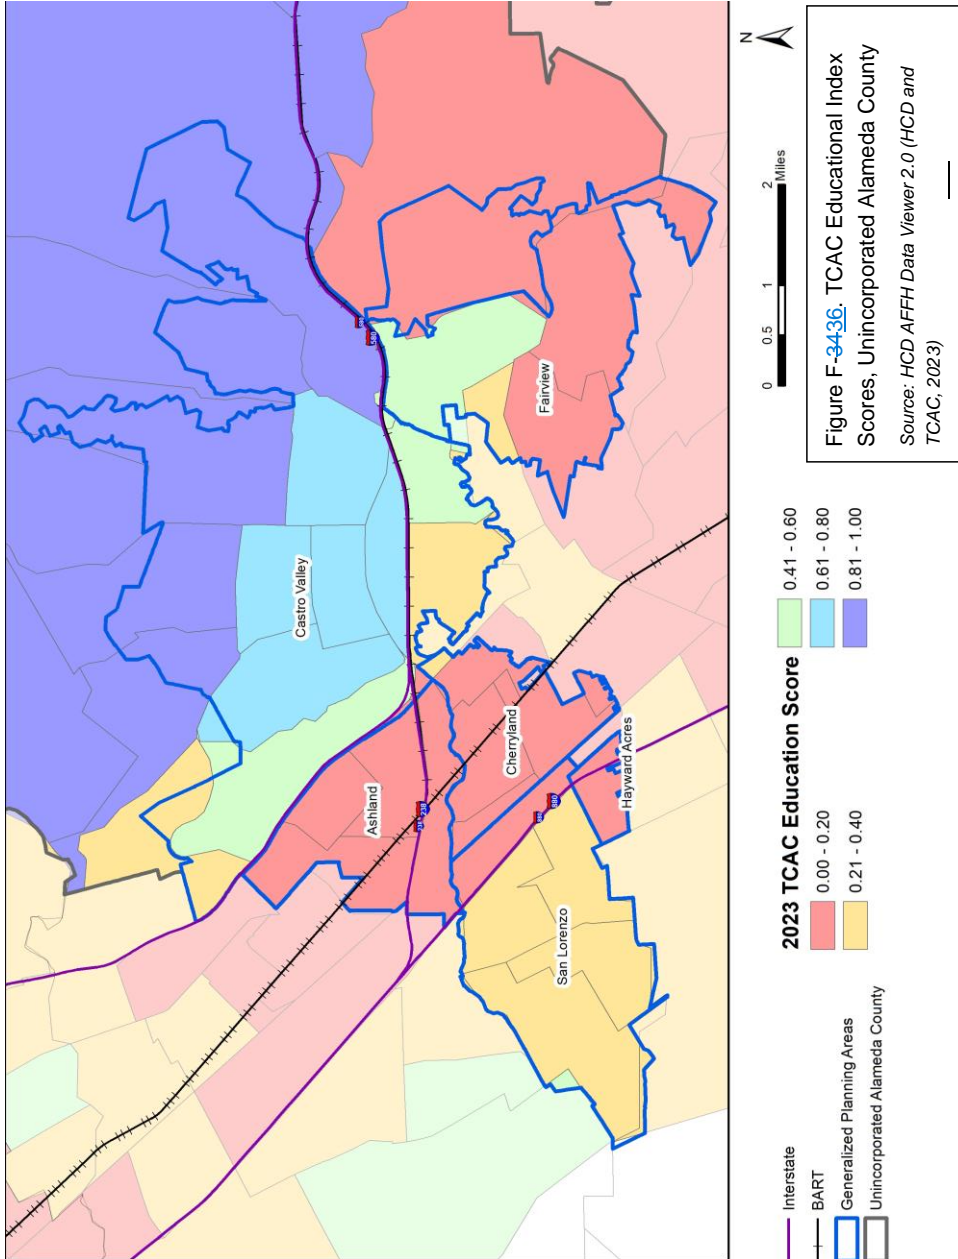 Castro Valley
Ashland
Cherryland
Fairview
Hayward Acres
San Lorenzo
238
880
580
N
0 0.5 1 2 Miles
Interstate
BART
Generalized Planning Areas
Unincorporated Alameda County
2023 TCAC Education Score
0.00 - 0.20
0.21 - 0.40
0.41 - 0.60
0.61 - 0.80
0.81 - 1.00
Figure F-3436. TCAC Educational Index
Scores, Unincorporated Alameda County
Source: HCD AFFH Data Viewer 2.0 (HCD and
TCAC, 2023)